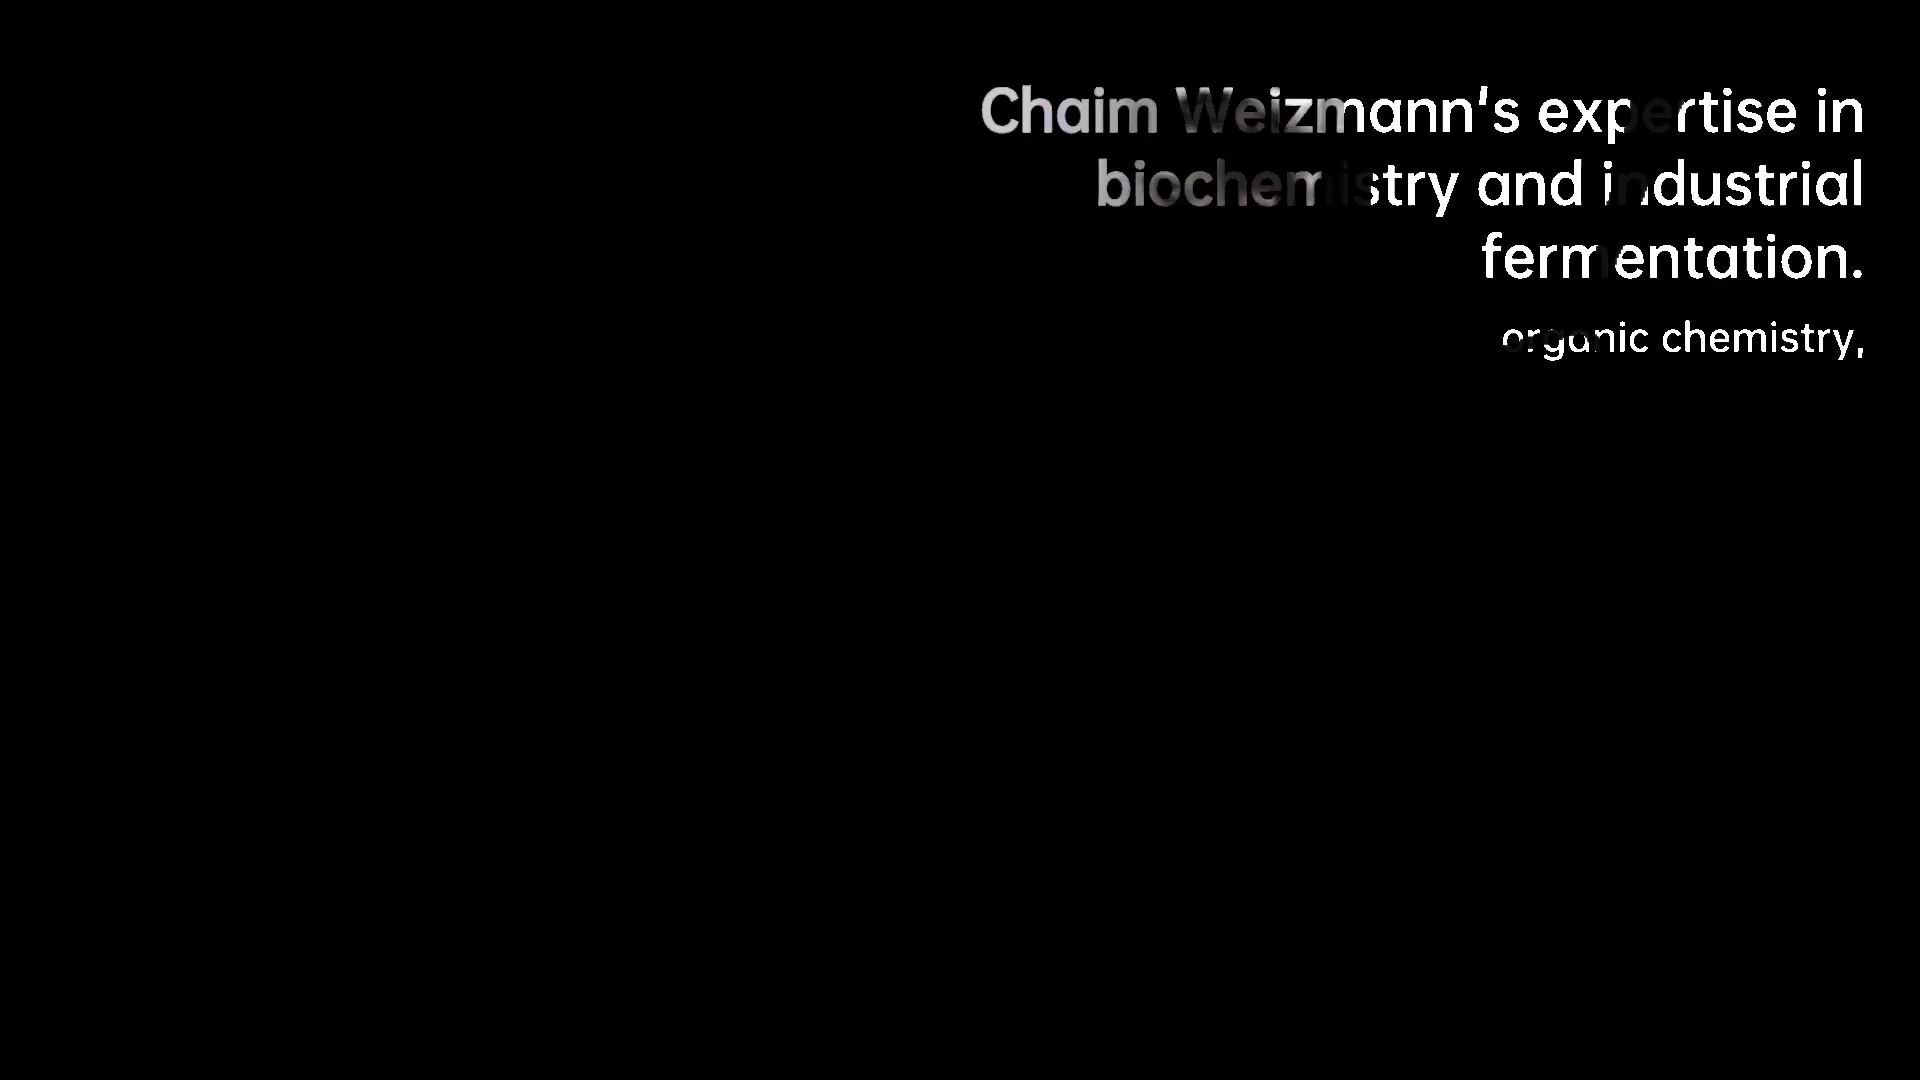 Chaim Weizmann's expertise in
biochemistry and industrial
fermentation.
organic chemistry,